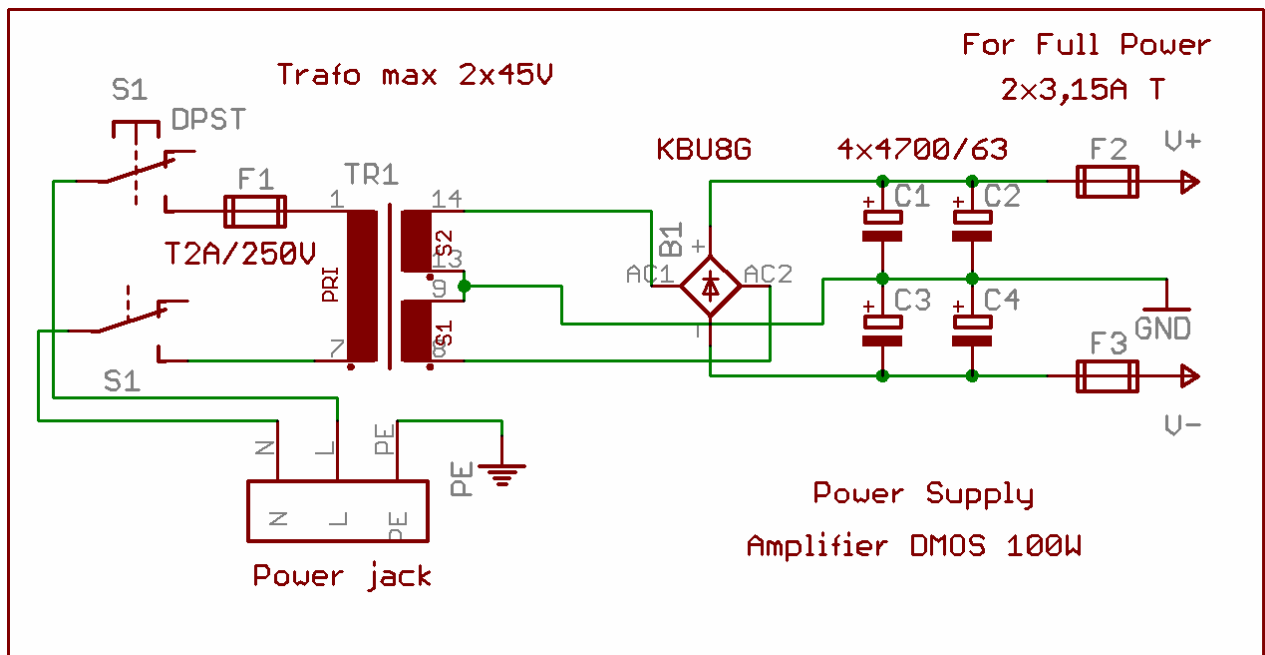 For Full Power
2x3,15A T
Trafo max 2x45V
S1
DPST
KBU8G
4x4700/63
F2
V+
TR1
F1
1
14
C1
C2
+
+
B1
+
T2A/250V
S2
13
PRI
AC1
AC2
9
C3
C4
+
+
GND
S1
7
8
F3
S1
V-
N
L
PE
PE
N
L
PE
Power Supply
Amplifier DMOS 100W
Power jack